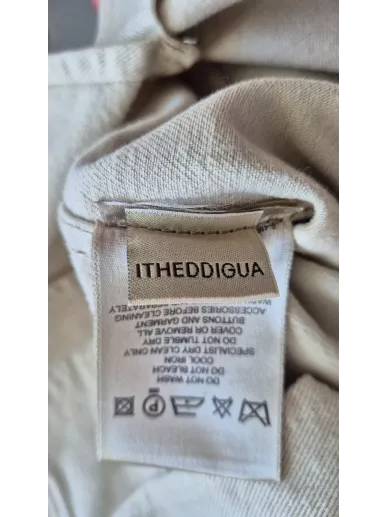 ITHEDDIGUA
P
DO NOT WASH
DO NOT BLEACH
COOL IRON
SPECIALIST DRY CLEAN ONLY
DO NOT TUMBLE DRY
COVER OR REMOVE ALL
BUTTONS AND GARMENT
ACCESSORIES BEFORE CLEANING
SEPARATELY